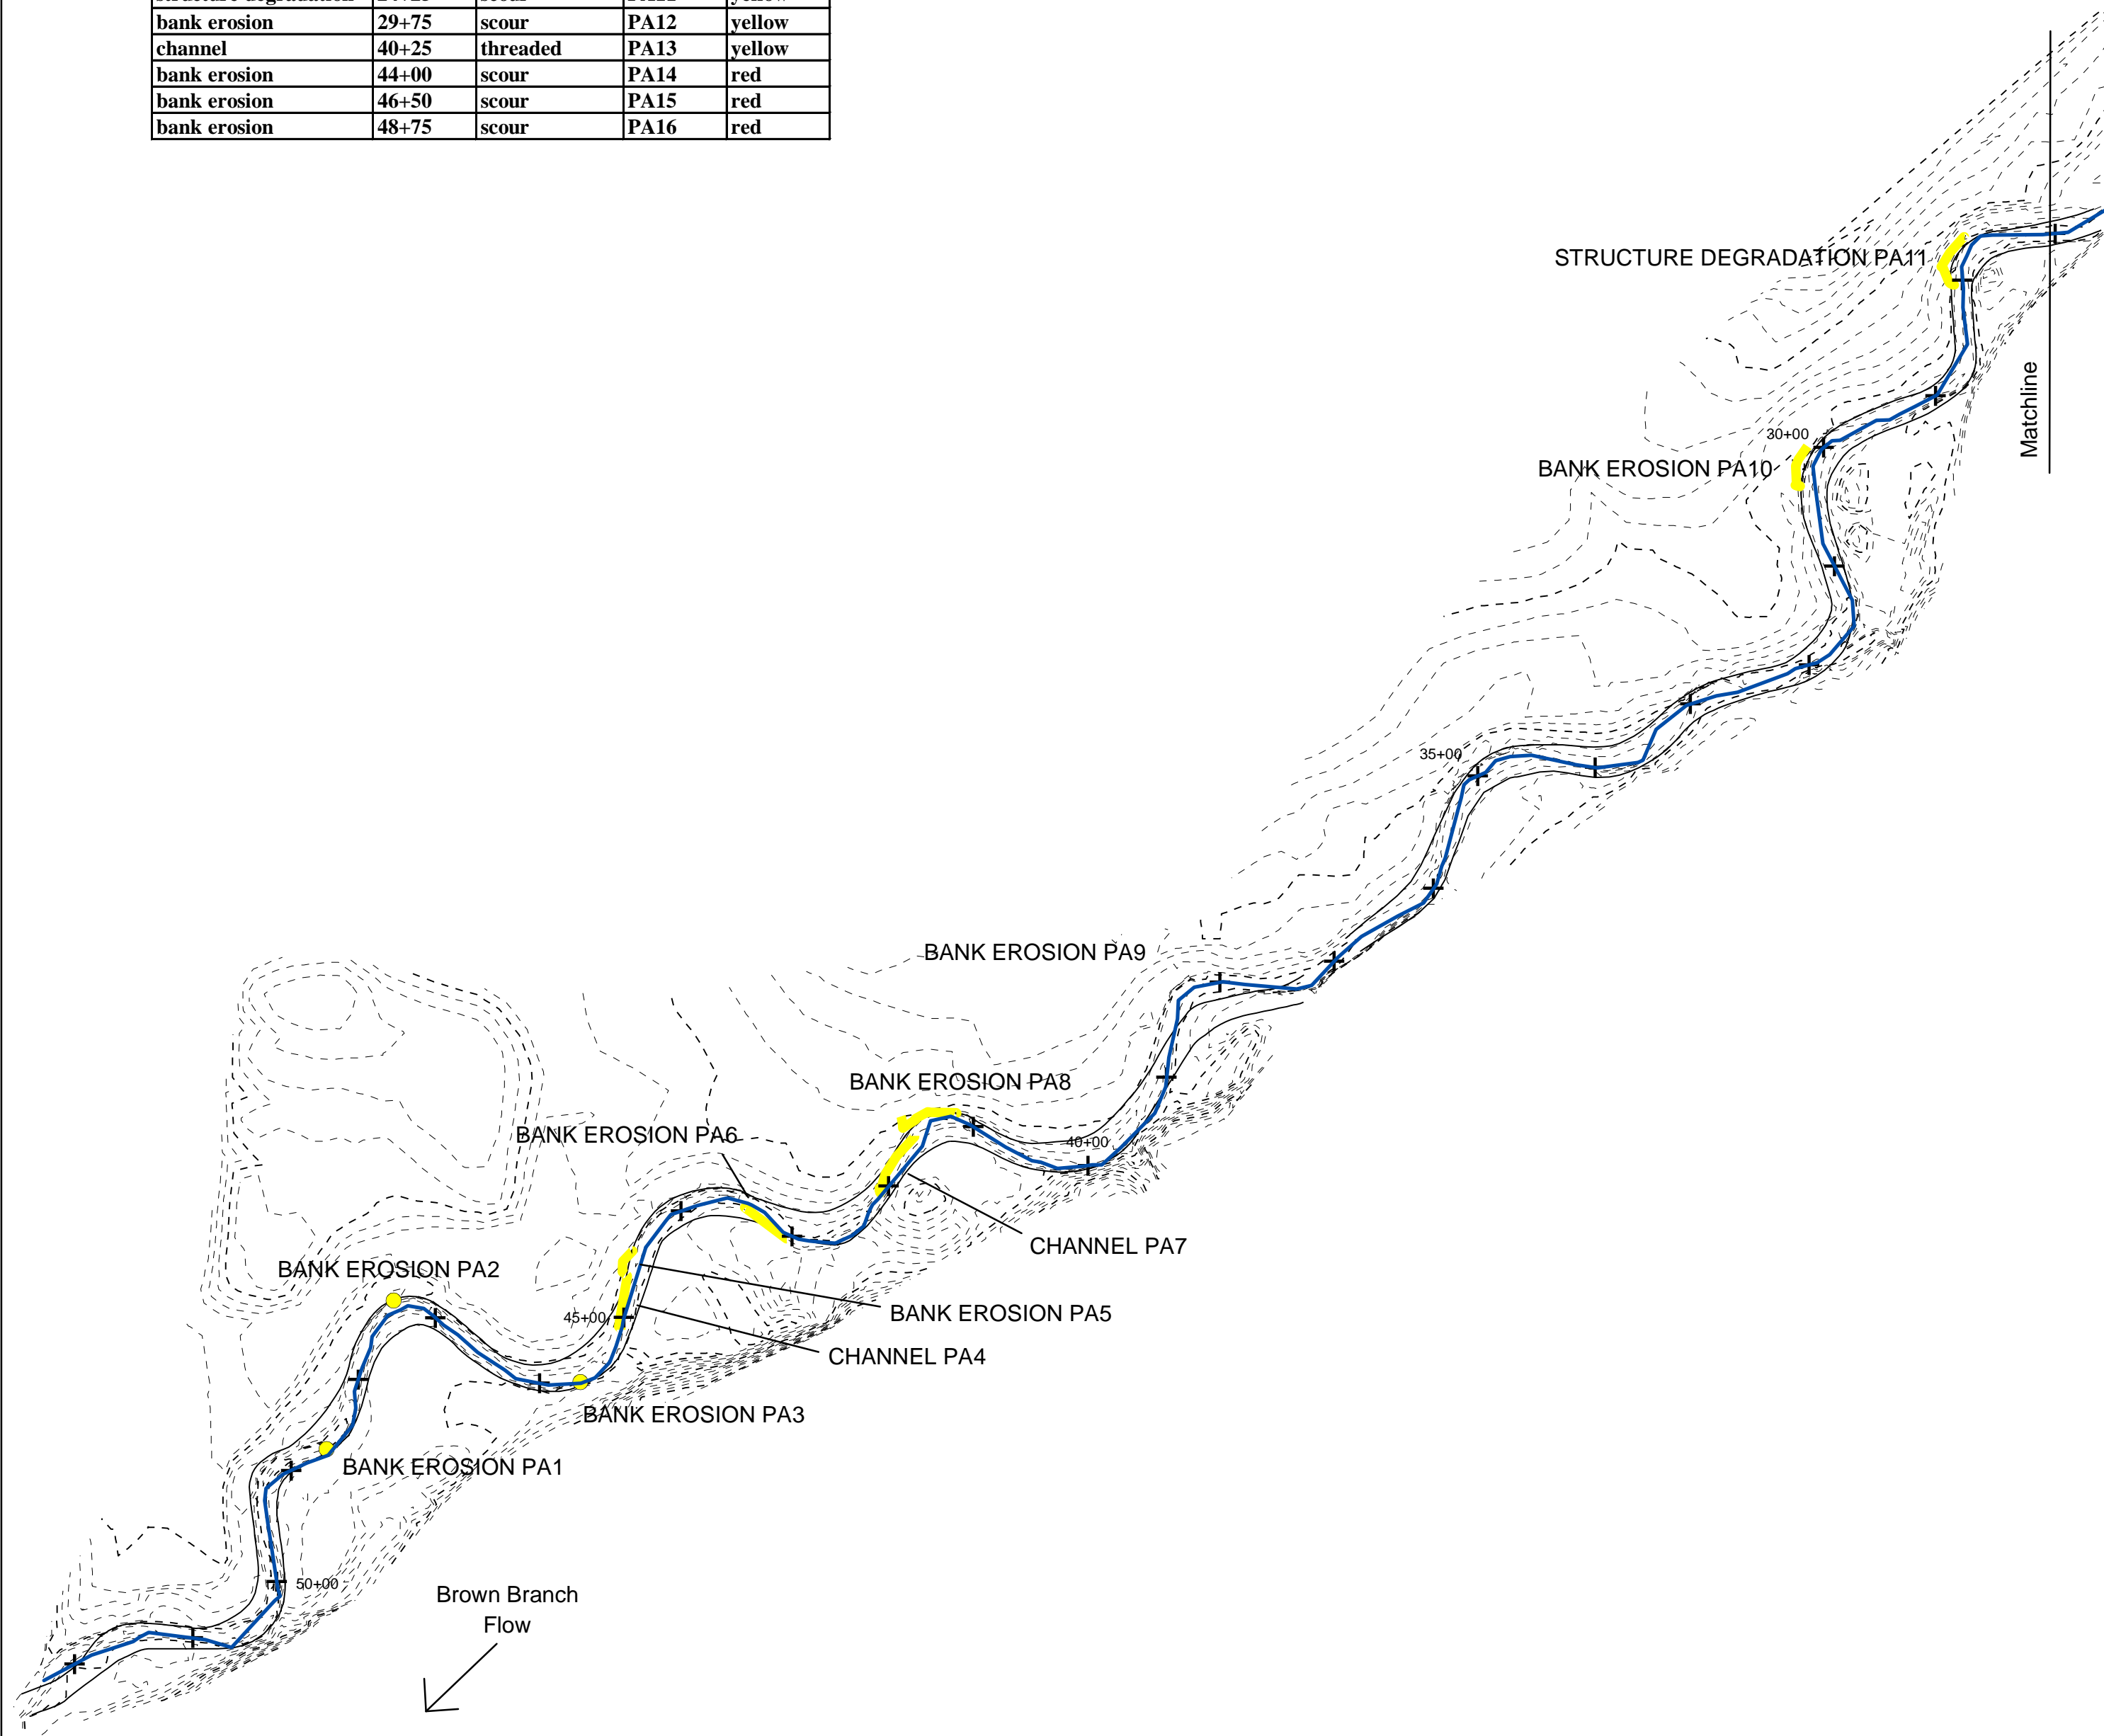 bank erosion 29+75 scour PA12 yellow
channel 40+25 threaded PA13 yellow
bank erosion 44+00 scour PA14 red
bank erosion 46+50 scour PA15 red
bank erosion 48+75 scour PA16 red
STRUCTURE DEGRADATION PA11
Matchline
30+00
BANK EROSION PA10
35+00
BANK EROSION PA9
BANK EROSION PA8
BANK EROSION PA6
40+00
CHANNEL PA7
BANK EROSION PA2
BANK EROSION PA5
45+00
CHANNEL PA4
BANK EROSION PA3
BANK EROSION PA1
50+00
Brown Branch
Flow